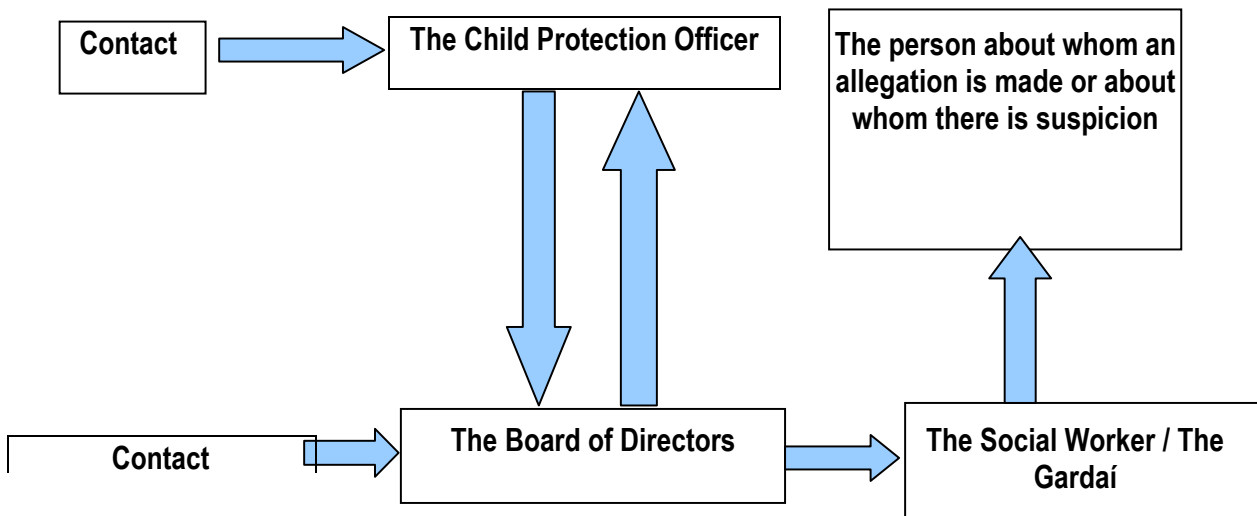 Contact
The Child Protection Officer
The person about whom an
allegation is made or about
whom there is suspicion
Contact
The Board of Directors
The Social Worker / The
Gardaí